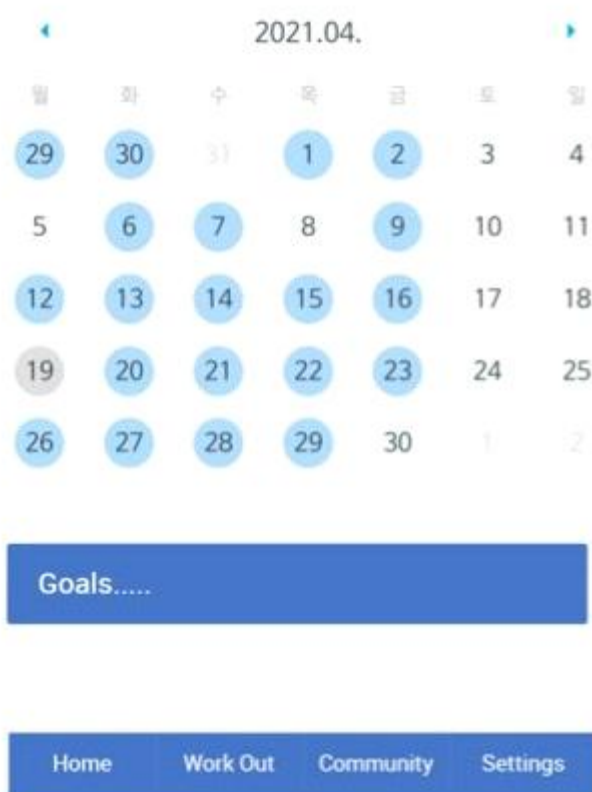 2021.04.
월 화 수 목 금 토 일
29 30 31 1 2 3 4
5 6 7 8 9 10 11
12 13 14 15 16 17 18
19 20 21 22 23 24 25
26 27 28 29 30 1 2
Goals.....
Home Work Out Community Settings